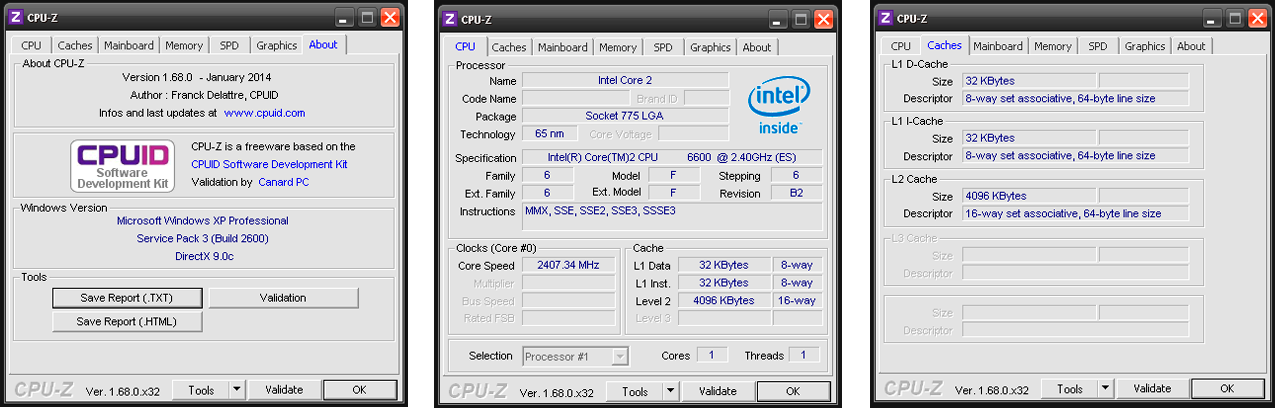 CPU-Z
CPU Caches Mainboard Memory SPD Graphics About
About CPU-Z
Version 1.68.0 - January 2014
Author : Franck Delattre, CPUID
Infos and last updates at www.cpuid.com
CPUID
Software
Development Kit
CPU-Z is a freeware based on the
CPUID Software Development Kit
Validation by Canard PC
Windows Version
Microsoft Windows XP Professional
Service Pack 3 (Build 2600)
DirectX 9.0c
Tools
Save Report (.TXT) Validation
Save Report (.HTML)
CPU-Z Ver. 1.68.0.x32 Tools Validate OK
CPU-Z
CPU Caches Mainboard Memory SPD Graphics About
Processor
Name Intel Core 2
Code Name Brand ID
Package Socket 775 LGA
Technology 65 nm Core Voltage
intel
inside™
Specification Intel(R) Core(TM)2 CPU 6600 @ 2.40GHz (ES)
Family 6 Model F Stepping 6
Ext. Family 6 Ext. Model F Revision B2
Instructions MMX, SSE, SSE2, SSE3, SSSE3
Clocks (Core #0)
Core Speed 2407.34 MHz
Multiplier
Bus Speed
Rated FSB
Cache
L1 Data 32 KBytes 8-way
L1 Inst. 32 KBytes 8-way
Level 2 4096 KBytes 16-way
Level 3
Selection Processor #1 Cores 1 Threads 1
CPU-Z Ver. 1.68.0.x32 Tools Validate OK
CPU-Z
CPU Caches Mainboard Memory SPD Graphics About
L1 D-Cache
Size 32 KBytes
Descriptor 8-way set associative, 64-byte line size
L1 I-Cache
Size 32 KBytes
Descriptor 8-way set associative, 64-byte line size
L2 Cache
Size 4096 KBytes
Descriptor 16-way set associative, 64-byte line size
L3 Cache
Size
Descriptor
Size
Descriptor
CPU-Z Ver. 1.68.0.x32 Tools Validate OK